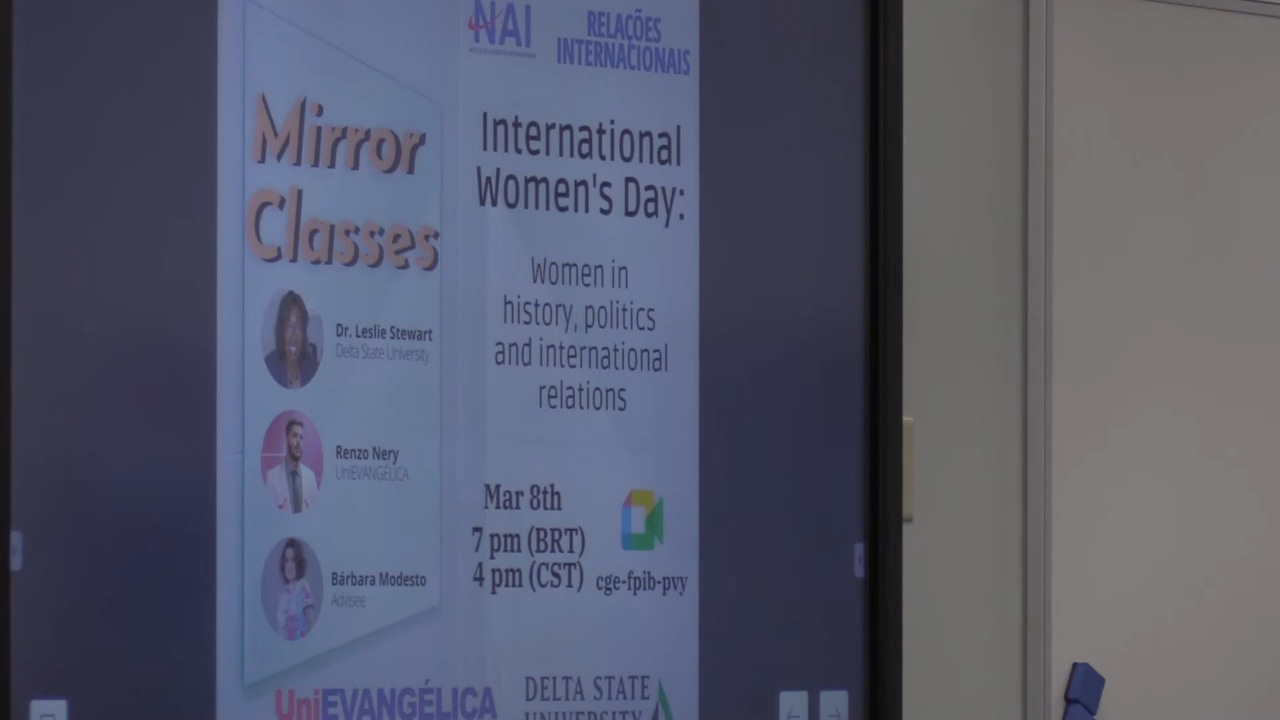 NAI
RELAÇÕES
INTERNACIONAIS
Mirror
Classes
Dr. Leslie Stewart
Delta State University
Renzo Nery
UniEVANGÉLICA
Bárbara Modesto
Advisee
International
Women's Day:
Women in
history, politics
and international
relations
Mar 8th
7 pm (BRT)
4 pm (CST)
cge-fpib-pvy
UniEVANGÉLICA
DELTA STATE
UNIVERSITY